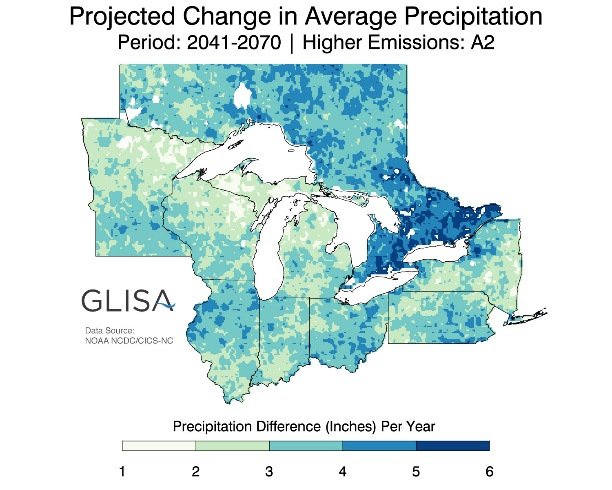 Projected Change in Average Precipitation
Period: 2041-2070 | Higher Emissions: A2
GLISA
Data Source:
NOAA NCDC/CICS-NC
Precipitation Difference (Inches) Per Year
1 2 3 4 5 6